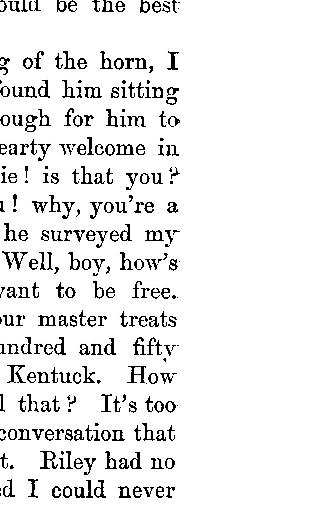 ould be the best
g of the horn, I
ound him sitting
ough for him to
earty welcome in
ie! is that you?
! why, you're a
he surveyed my
Well, boy, how's
vant to be free.
ur master treats
undred and fifty
Kentuck. How
l that? It's too
conversation that
t. Riley had no
ed I could never